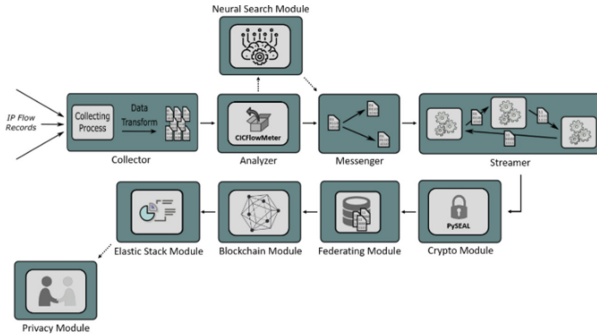 Neural Search Module
IP Flow
Records
Collecting
Process
Data
Transform
Collector
CICFlowMeter
Analyzer
Messenger
Streamer
Elastic Stack Module
Blockchain Module
Federating Module
PySEAL
Crypto Module
Privacy Module